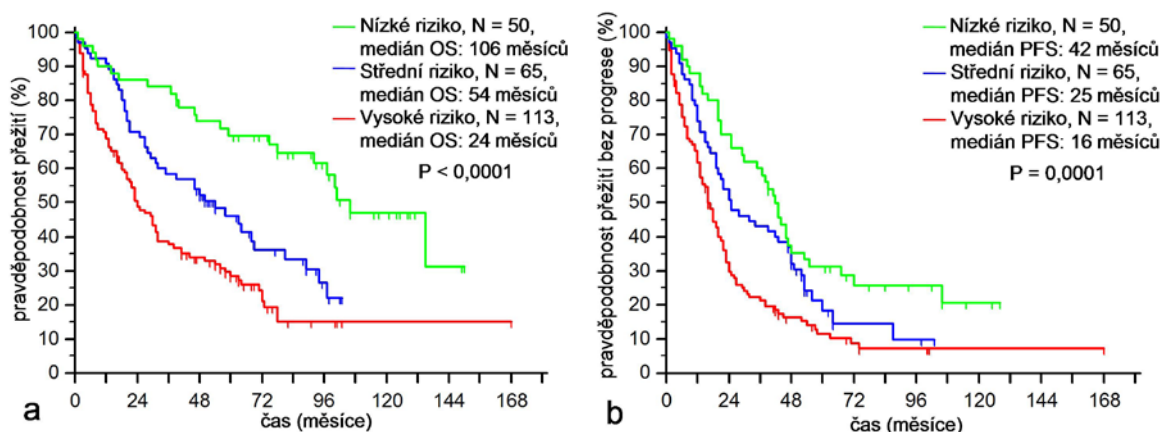 Nízké riziko, N = 50,
medián OS: 106 měsíců
Střední riziko, N = 65,
medián OS: 54 měsíců
Vysoké riziko, N = 113,
medián OS: 24 měsíců
P < 0,0001
pravděpodobnost přežití (%)
100
90
80
70
60
50
40
30
20
10
0
0 24 48 72 96 120 144 168
čas (měsíce)
a
Nízké riziko, N = 50,
medián PFS: 42 měsíců
Střední riziko, N = 65,
medián PFS: 25 měsíců
Vysoké riziko, N = 113,
medián PFS: 16 měsíců
P = 0,0001
pravděpodobnost přežití bez progrese (%)
100
90
80
70
60
50
40
30
20
10
0
0 24 48 72 96 120 144 168
čas (měsíce)
b